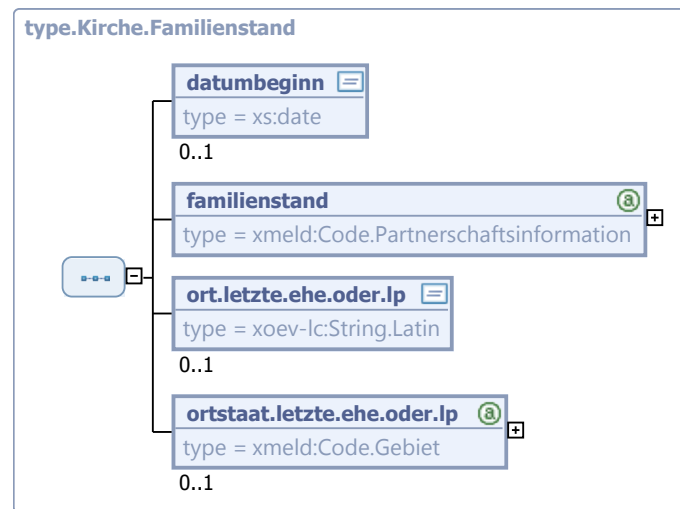 type.Kirche.Familienstand
datumbeginn
type = xs:date
0..1
familienstand
type = xmeld:Code.Partnerschaftsinformation
ort.letzte.ehe.oder.lp
type = xoev-lc:String.Latin
0..1
ortstaat.letzte.ehe.oder.lp
type = xmeld:Code.Gebiet
0..1